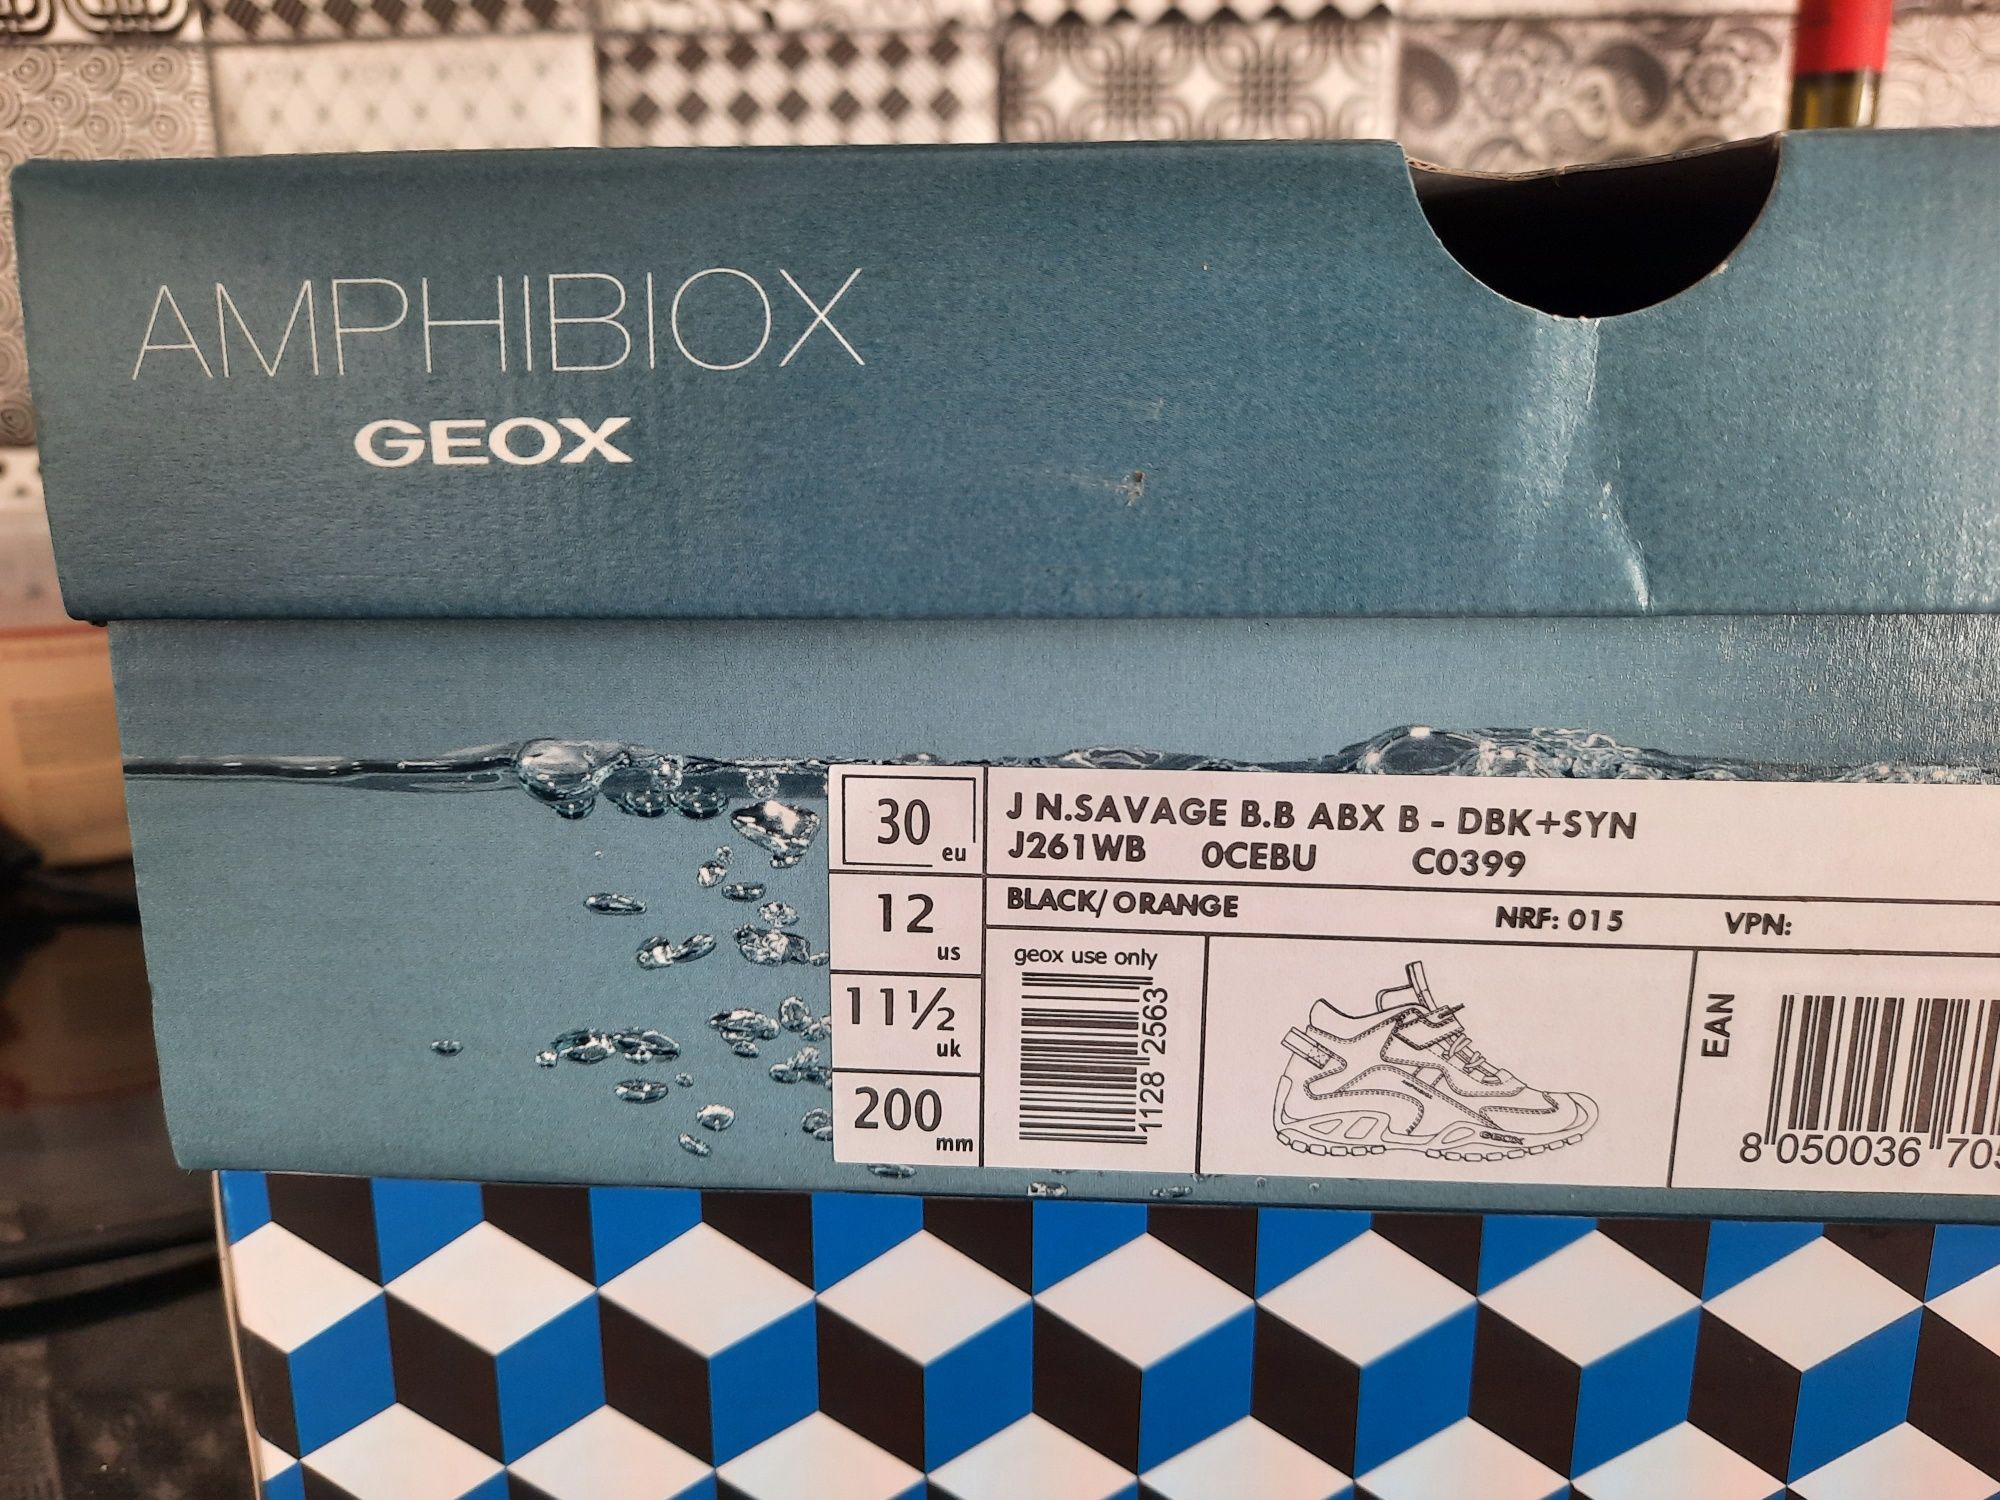 AMPHIBIOX
GEOX
30 eu
12 us
11½ uk
200 mm
J N.SAVAGE B.B ABX B - DBK+SYN
J261WB 0CEBU C0399
BLACK/ORANGE NRF: 015 VPN:
geox use only
1128 2563
GEOX
EAN
8 050036 705